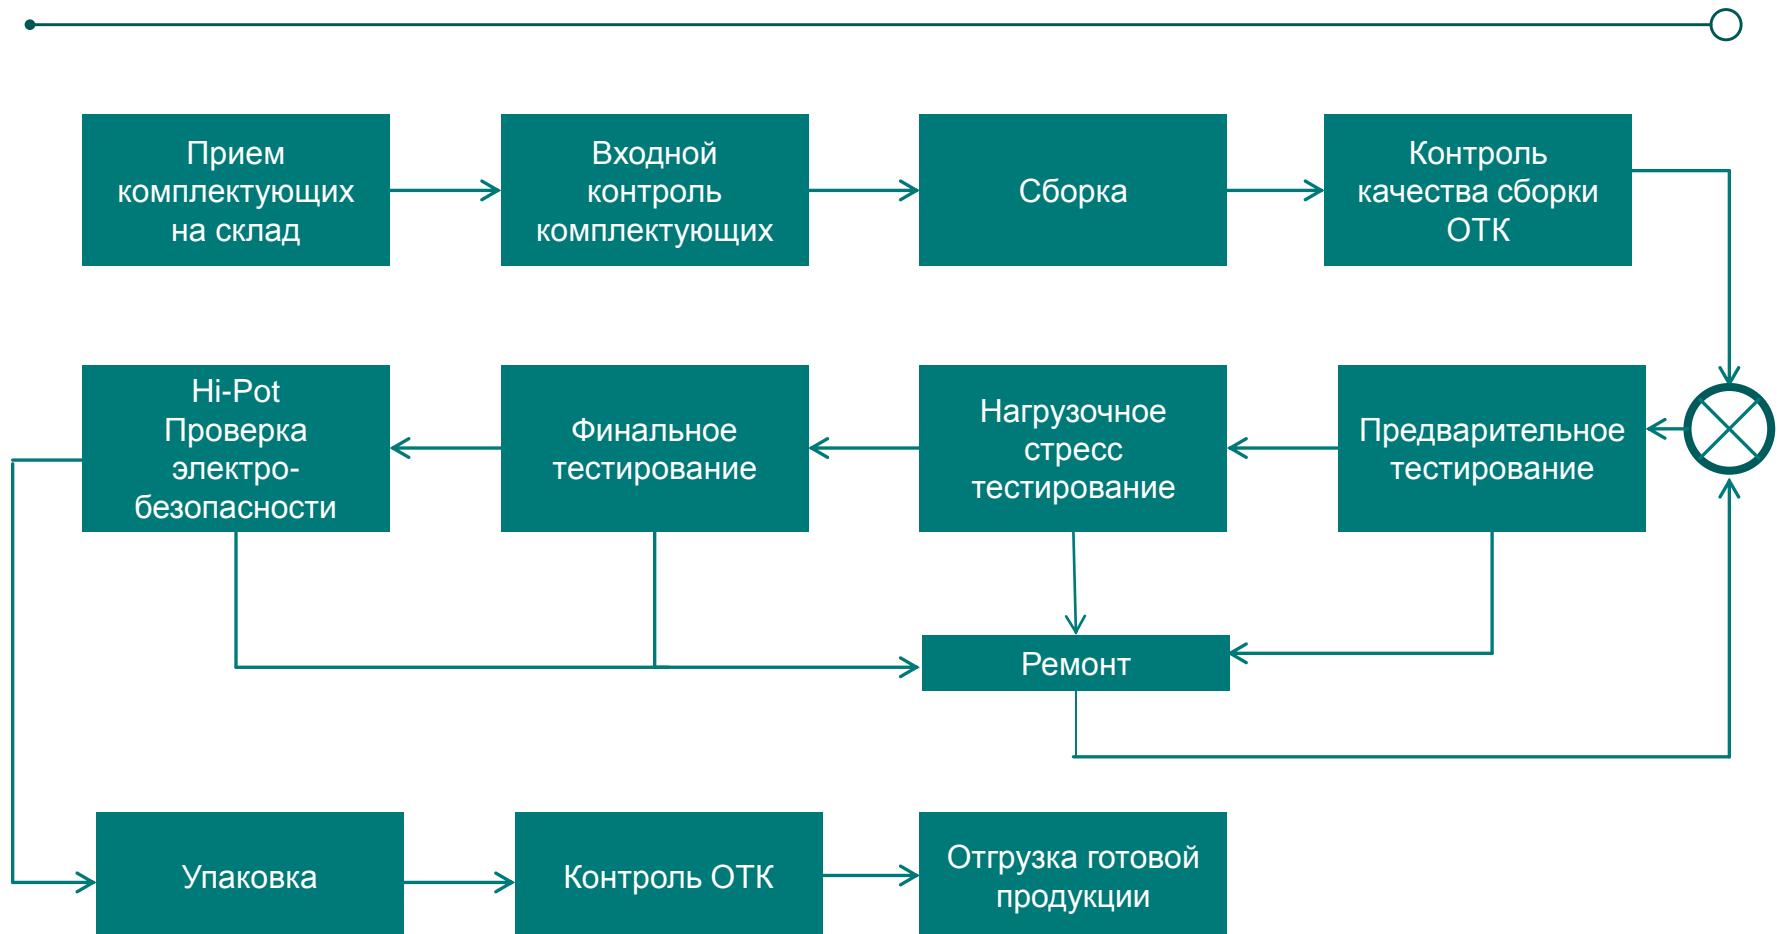 Прием
комплектующих
на склад
Входной
контроль
комплектующих
Сборка
Контроль
качества сборки
ОТК
Hi-Pot
Проверка
электро-
безопасности
Финальное
тестирование
Нагрузочное
стресс
тестирование
Предварительное
тестирование
Ремонт
Упаковка
Контроль ОТК
Отгрузка готовой
продукции